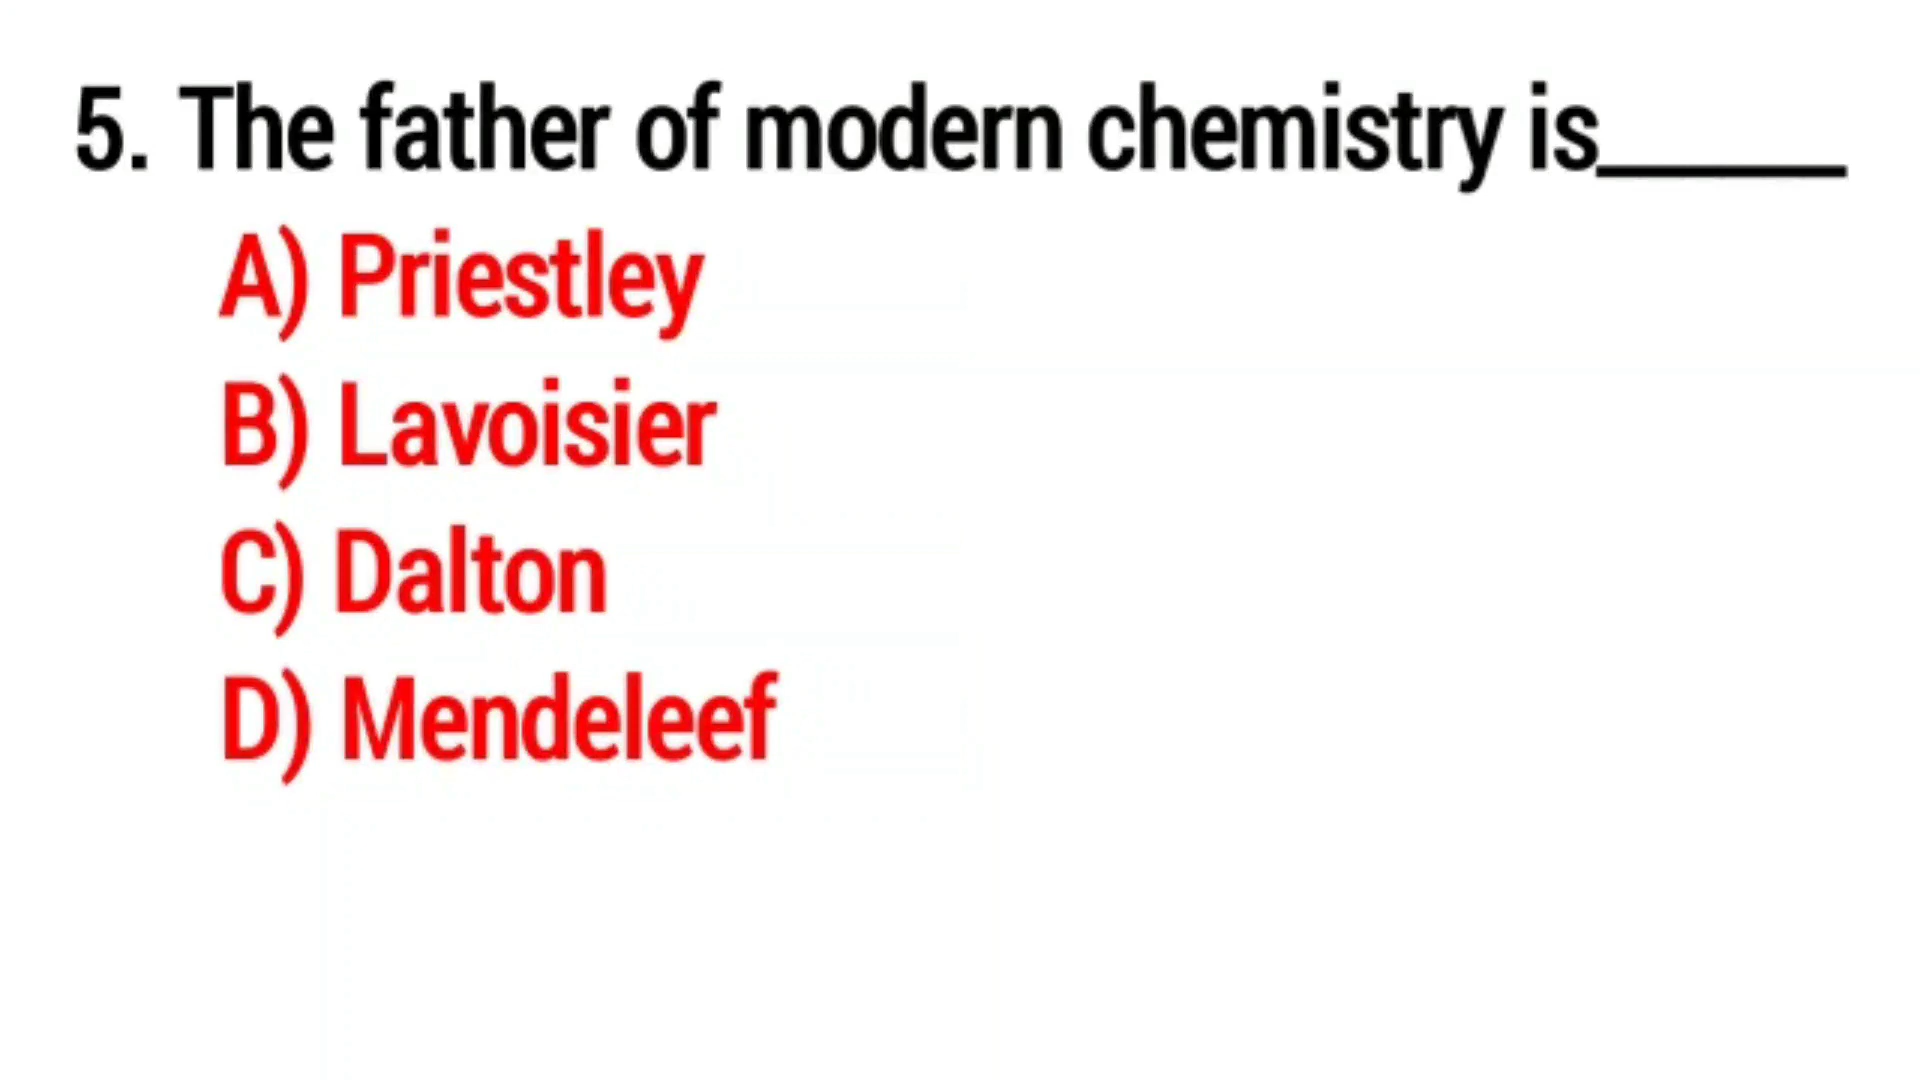 5. The father of modern chemistry is_____
A) Priestley
B) Lavoisier
C) Dalton
D) Mendeleef